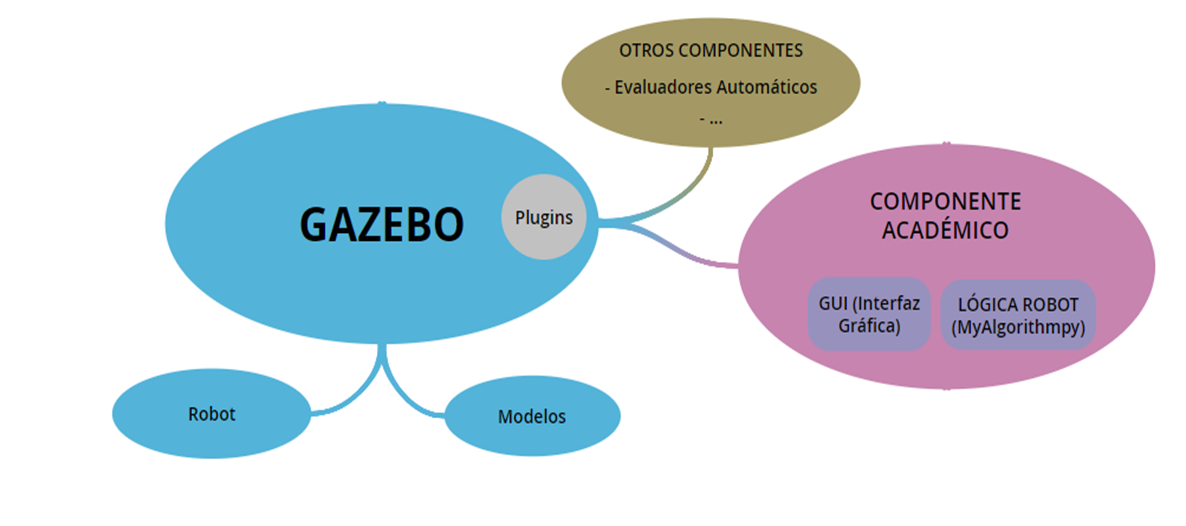 OTROS COMPONENTES
- Evaluadores Automáticos
- ...
GAZEBO
Plugins
COMPONENTE
ACADÉMICO
GUI (Interfaz
Gráfica)
LÓGICA ROBOT
(MyAlgorithmpy)
Robot
Modelos